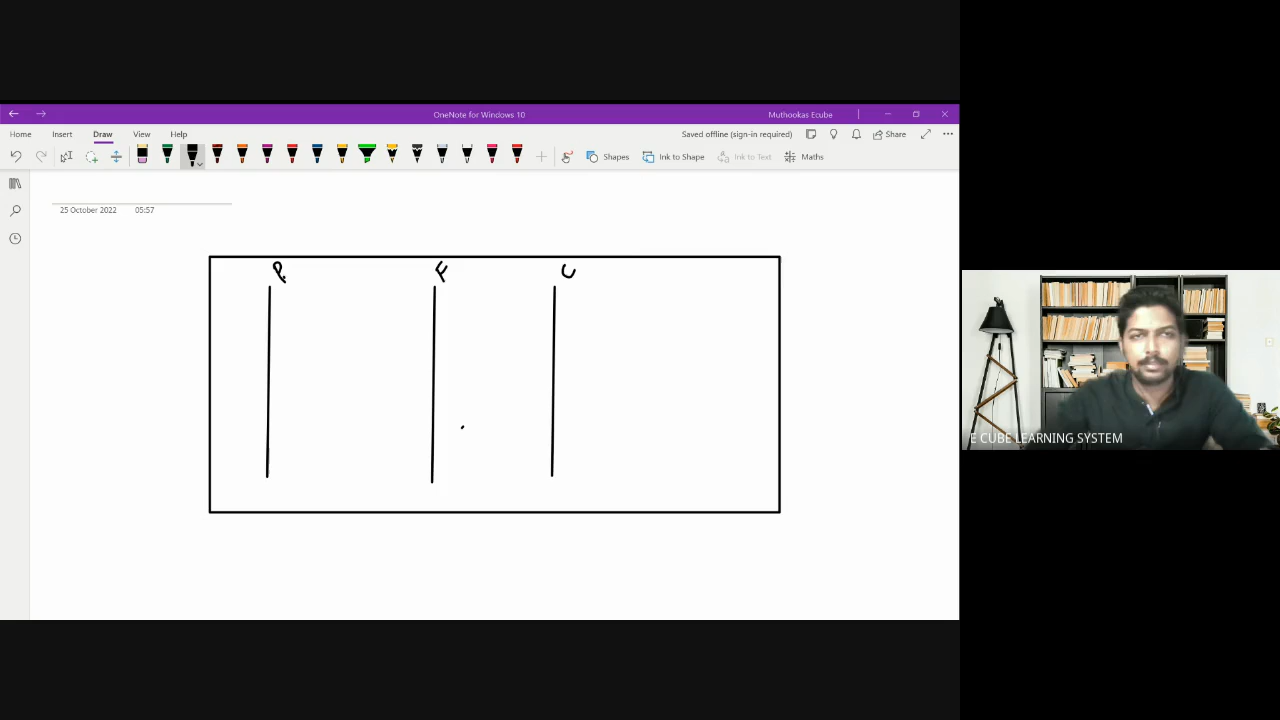 OneNote for Windows 10
Muthookas Ecube
Home Insert Draw View Help
Saved offline (sign-in required)
Share
Shapes
Ink to Shape
Ink to Text
Maths
25 October 2022 05:57
P F C
E CUBE LEARNING SYSTEM